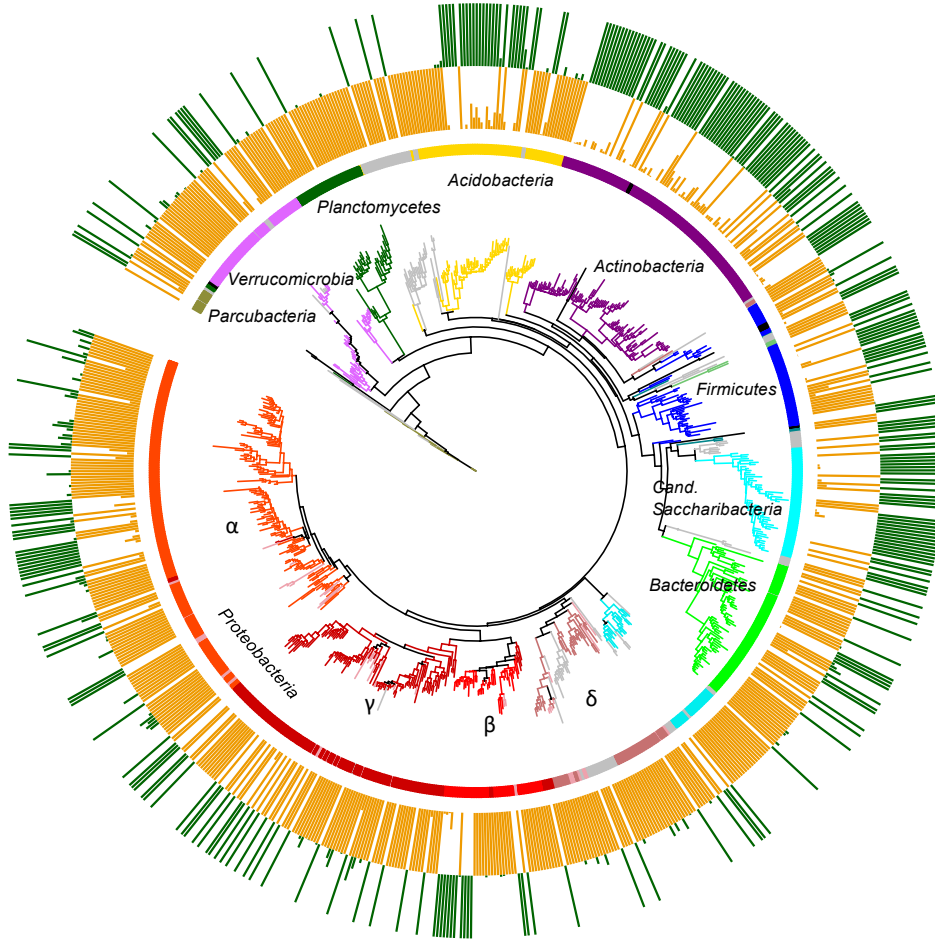 Acidobacteria
Planctomycetes
Actinobacteria
Verrucomicrobia
Parcubacteria
Firmicutes
Cand.
Saccharibacteria
α
Bacteroidetes
Proteobacteria
γ
β
δ